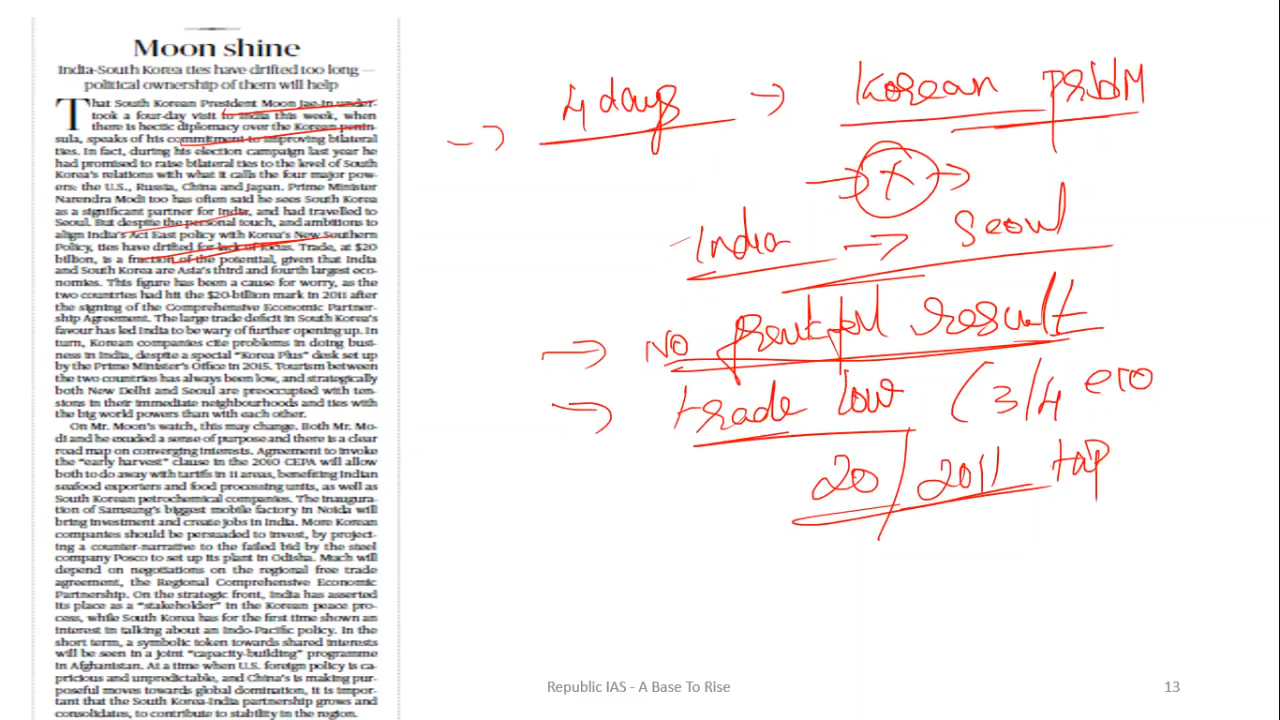 Moon shine
India-South Korea ties have drifted too long —
political ownership of them will help
That South Korean President Moon Jae-in under-
took a four-day visit to India this week, when
there is hectic diplomacy over the Korean penin-
sula, speaks of his commitment to improving bilateral
ties. In fact, during his election campaign last year he
had promised to raise bilateral ties to the level of South
Korea's relations with what it calls the four major pow-
ers: the U.S., Russia, China and Japan. Prime Minister
Narendra Modi too has often said he sees South Korea
as a significant partner for India, and had travelled to
Seoul. But despite the personal touch, and ambitions to
align India's Act East policy with Korea's New Southern
Policy, ties have drifted for lack of focus. Trade, at $20
billion, is a fraction of the potential, given that India
and South Korea are Asia's third and fourth largest eco-
nomies. This figure has been a cause for worry, as the
two countries had hit the $20-billion mark in 2011 after
the signing of the Comprehensive Economic Partner-
ship Agreement. The large trade deficit in South Korea's
favour has led India to be wary of further opening up. In
turn, Korean companies cite problems in doing busi-
ness in India, despite a special "Korea Plus" desk set up
by the Prime Minister's Office in 2015. Tourism between
the two countries has always been low, and strategically
both New Delhi and Seoul are preoccupied with ten-
sions in their immediate neighbourhoods and ties with
the big world powers than with each other.
On Mr. Moon's watch, this may change. Both Mr. Mo-
di and he exuded a sense of purpose and there is a clear
road map on converging interests. Agreement to invoke
the "early harvest" clause in the 2010 CEPA will allow
both to do away with tariffs in 11 areas, benefiting Indian
seafood exporters and food processing units, as well as
South Korean petrochemical companies. The inaugura-
tion of Samsung's biggest mobile factory in Noida will
bring investment and create jobs in India. More Korean
companies should be persuaded to invest, by project-
ing a counter-narrative to the failed bid by the steel
company Posco to set up its plant in Odisha. Much will
depend on negotiations on the regional free trade
agreement, the Regional Comprehensive Economic
Partnership. On the strategic front, India has asserted
its place as a "stakeholder" in the Korean peace pro-
cess, while South Korea has for the first time shown an
interest in talking about an Indo-Pacific policy. In the
short term, a symbolic token towards shared interests
will be seen in a joint "capacity-building" programme
in Afghanistan. At a time when U.S. foreign policy is ca-
pricious and unpredictable, and China's is making pur-
poseful moves towards global domination, it is impor-
tant that the South Korea-India partnership grows and
consolidates, to contribute to stability in the region.
→ 4 days → Korean
→ X →
India → Seoul
→ No result
→ trade low (3/4 eco
20/2011
Republic IAS - A Base To Rise
13